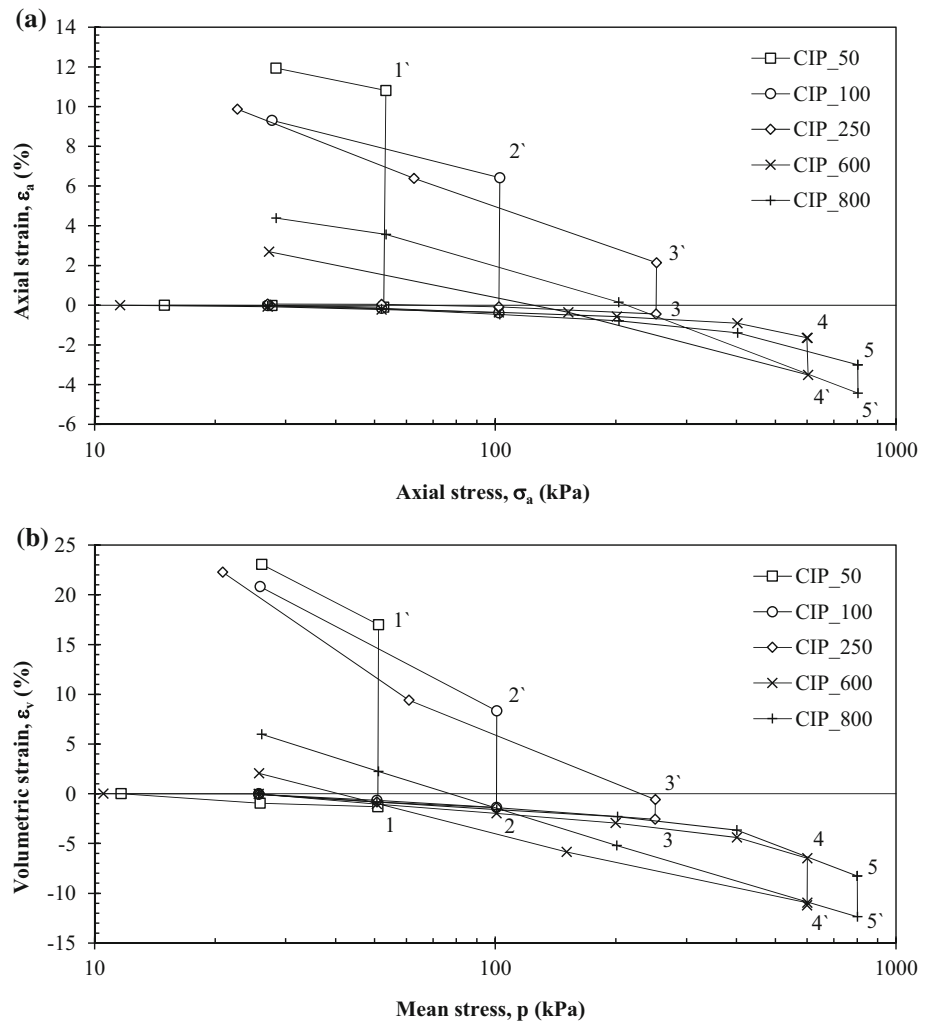 (a)
14
12
10
8
6
4
2
0
-2
-4
-6
Axial strain, εa (%)
10
100
1000
Axial stress, σa (kPa)
CIP_50
CIP_100
CIP_250
CIP_600
CIP_800
1`
2`
3`
3
4
4`
5
5`
(b)
25
20
15
10
5
0
-5
-10
-15
Volumetric strain, εv (%)
10
100
1000
Mean stress, p (kPa)
CIP_50
CIP_100
CIP_250
CIP_600
CIP_800
1`
2`
3`
1
2
3
4
4`
5
5`